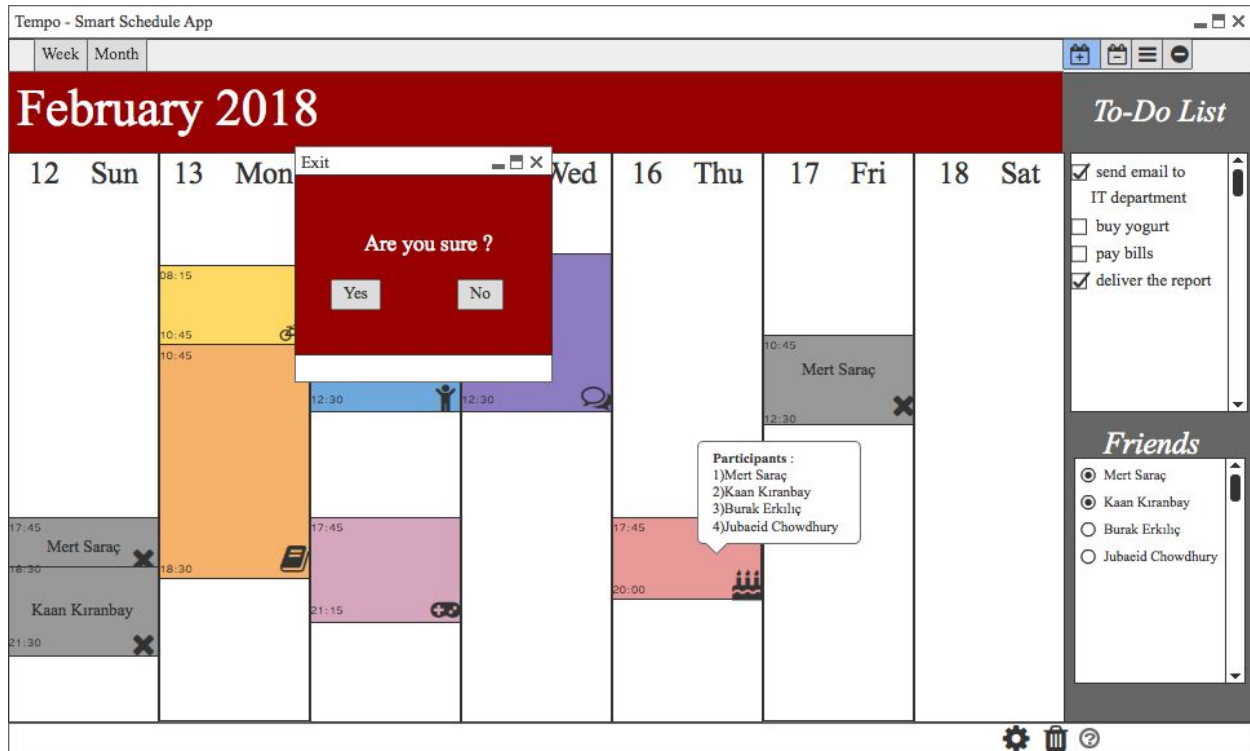 Tempo - Smart Schedule App
Week Month
February 2018
To-Do List
12 Sun 13 Mon Wed 16 Thu 17 Fri 18 Sat
Exit
Are you sure ?
Yes No
send email to
IT department
buy yogurt
pay bills
deliver the report
08:15
10:45
10:45
18:30
12:30
12:30
10:45
Mert Saraç
12:30
Participants :
1)Mert Saraç
2)Kaan Kıranbay
3)Burak Erkılıç
4)Jubaeid Chowdhury
Friends
Mert Saraç
Kaan Kıranbay
Burak Erkılıç
Jubaeid Chowdhury
17:45
Mert Saraç
18:30
Kaan Kıranbay
21:30
17:45
21:15
17:45
20:00